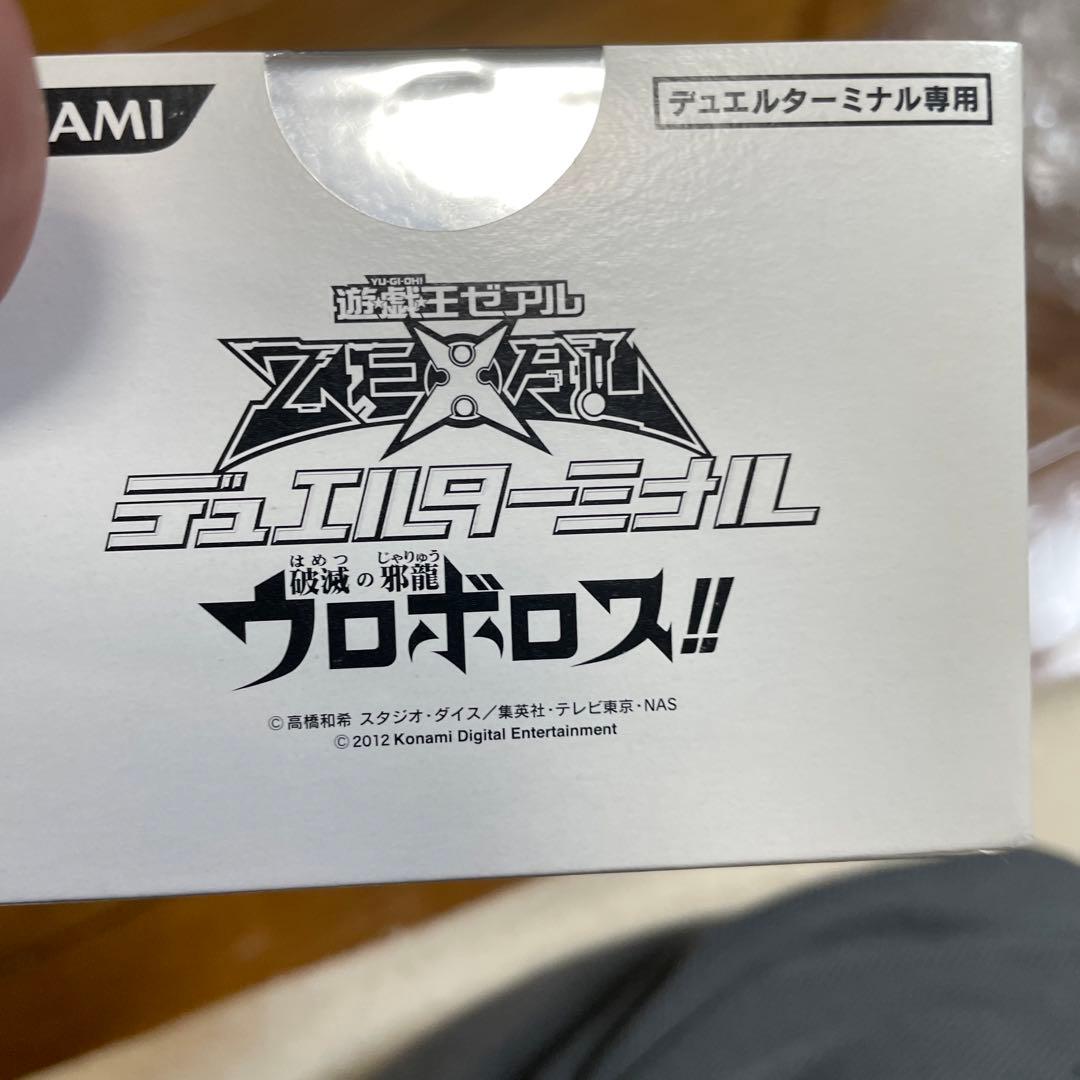 AMI
デュエルターミナル専用
YU-GI-OH!
遊☆戯☆王ゼアル
ZEXAL
デュエルターミナル
はめつ じゃりゅう
破滅の邪龍
ウロボロス!!
©高橋和希 スタジオ・ダイス／集英社・テレビ東京・NAS
©2012 Konami Digital Entertainment